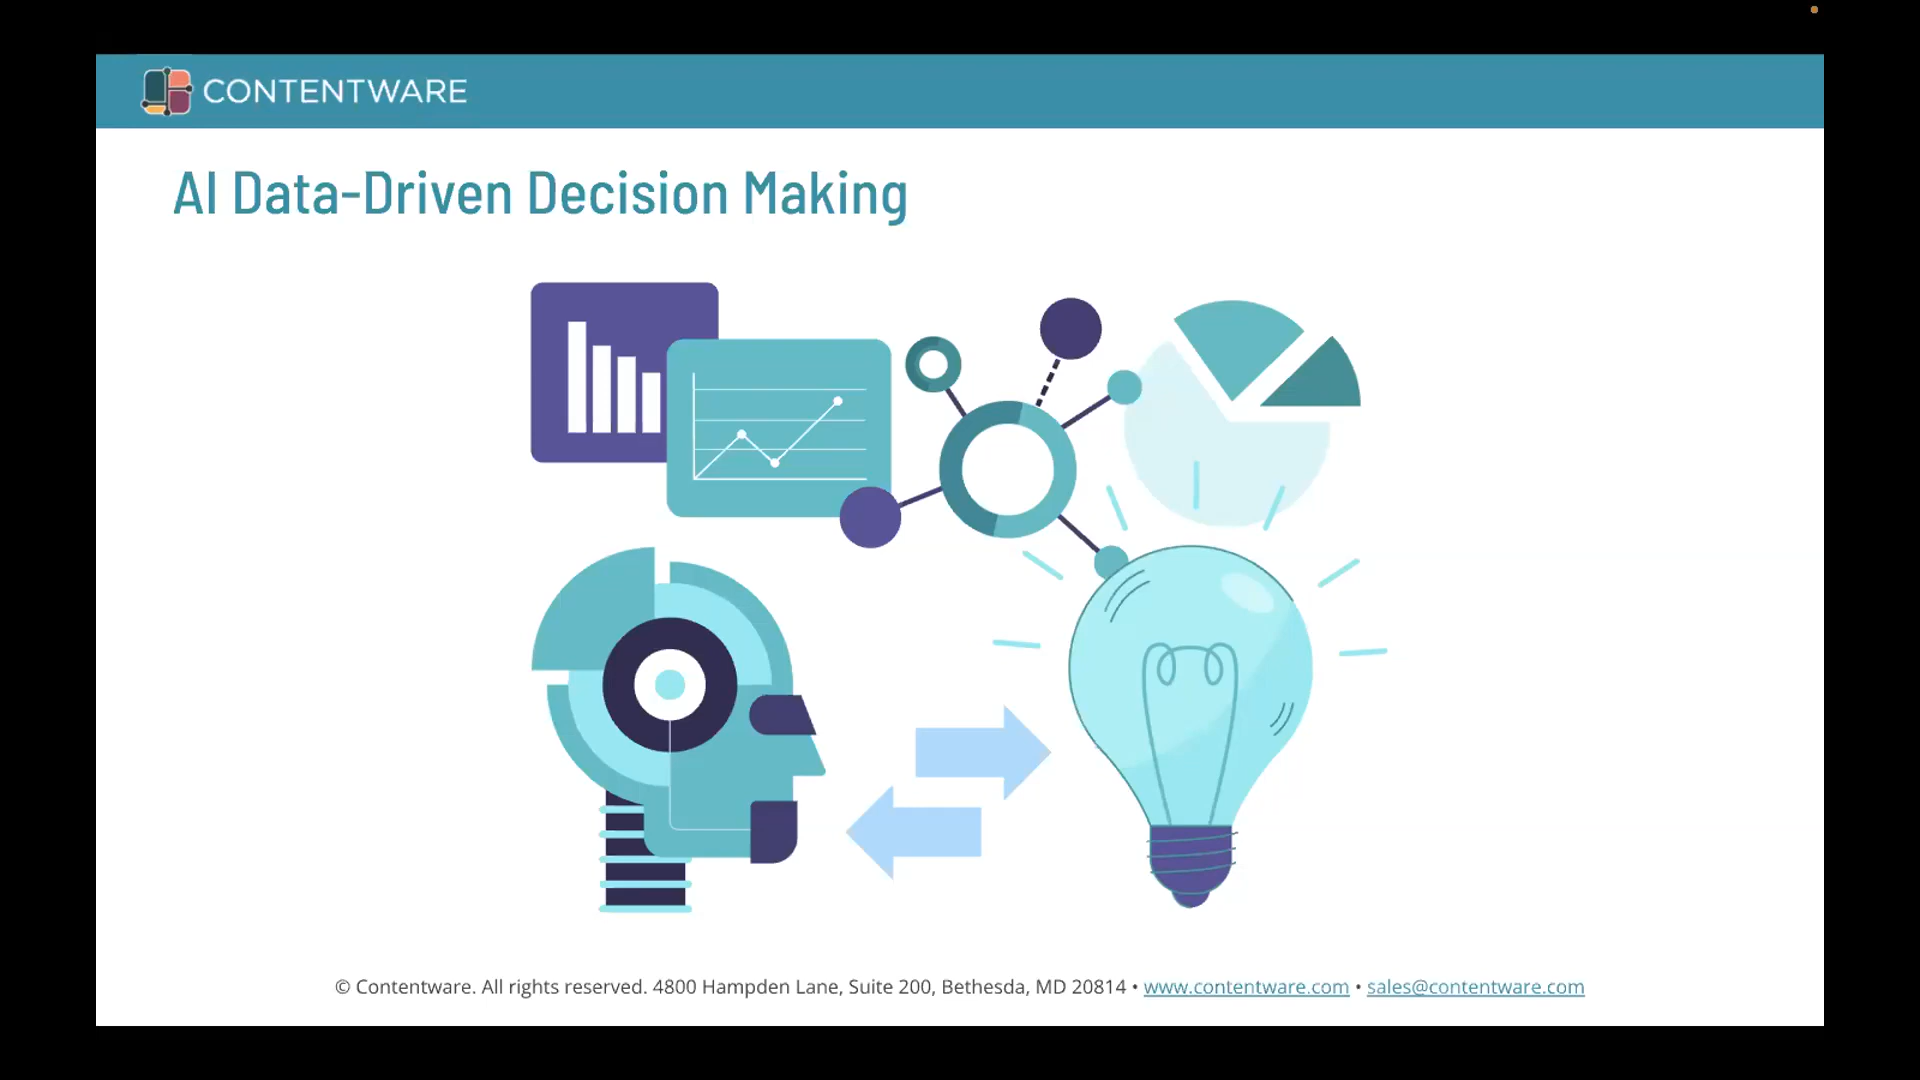 CONTENTWARE
AI Data-Driven Decision Making
© Contentware. All rights reserved. 4800 Hampden Lane, Suite 200, Bethesda, MD 20814 • www.contentware.com • sales@contentware.com